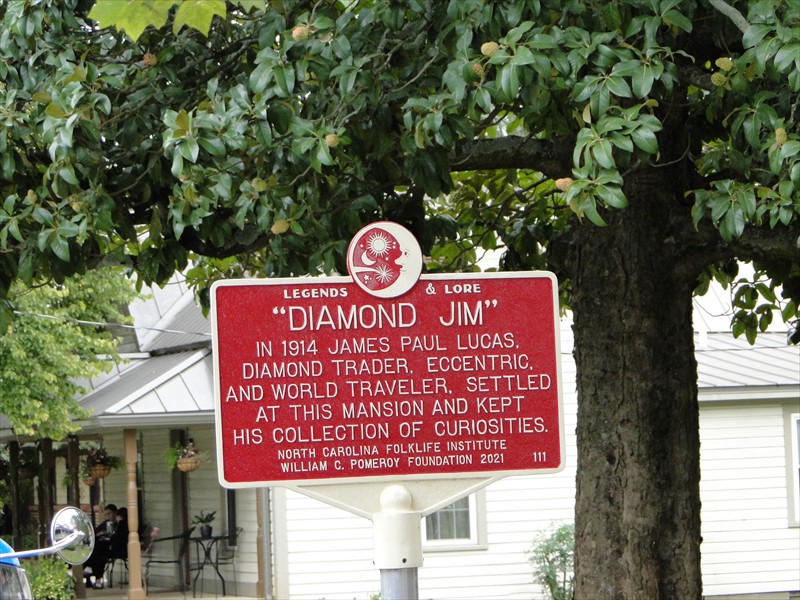 LEGENDS & LORE
"DIAMOND JIM"
IN 1914 JAMES PAUL LUCAS,
DIAMOND TRADER, ECCENTRIC,
AND WORLD TRAVELER, SETTLED
AT THIS MANSION AND KEPT
HIS COLLECTION OF CURIOSITIES.
NORTH CAROLINA FOLKLIFE INSTITUTE
WILLIAM C. POMEROY FOUNDATION 2021 111